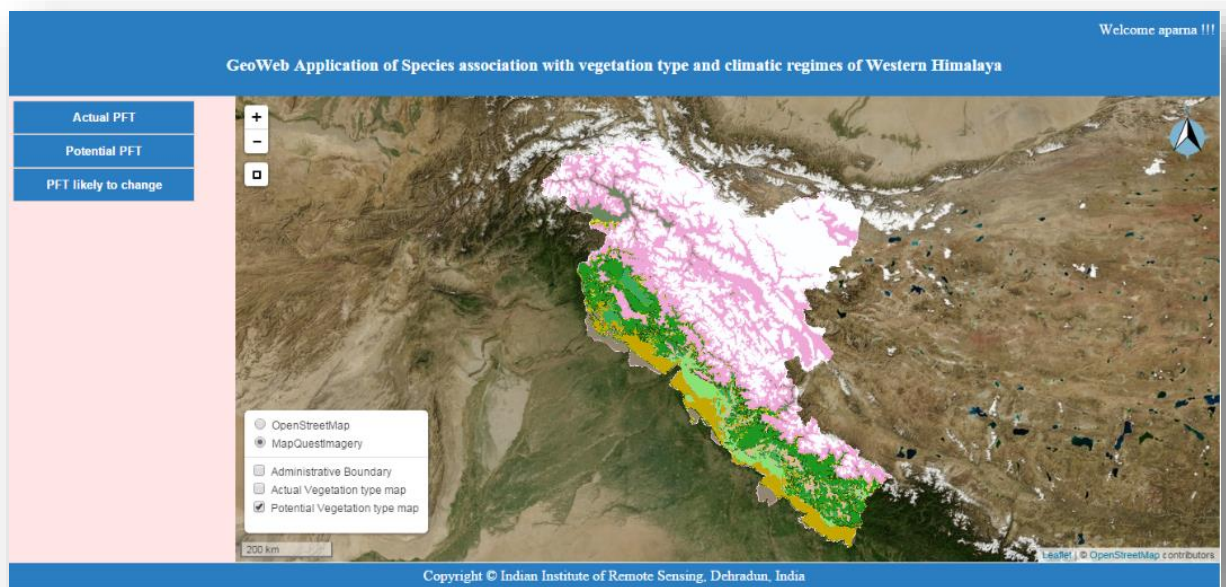 Welcome aparna !!!
GeoWeb Application of Species association with vegetation type and climatic regimes of Western Himalaya
Actual PFT
Potential PFT
PFT likely to change
+
−
OpenStreetMap
MapQuestImagery
Administrative Boundary
Actual Vegetation type map
Potential Vegetation type map
200 km
Leaflet | © OpenStreetMap contributors
Copyright © Indian Institute of Remote Sensing, Dehradun, India